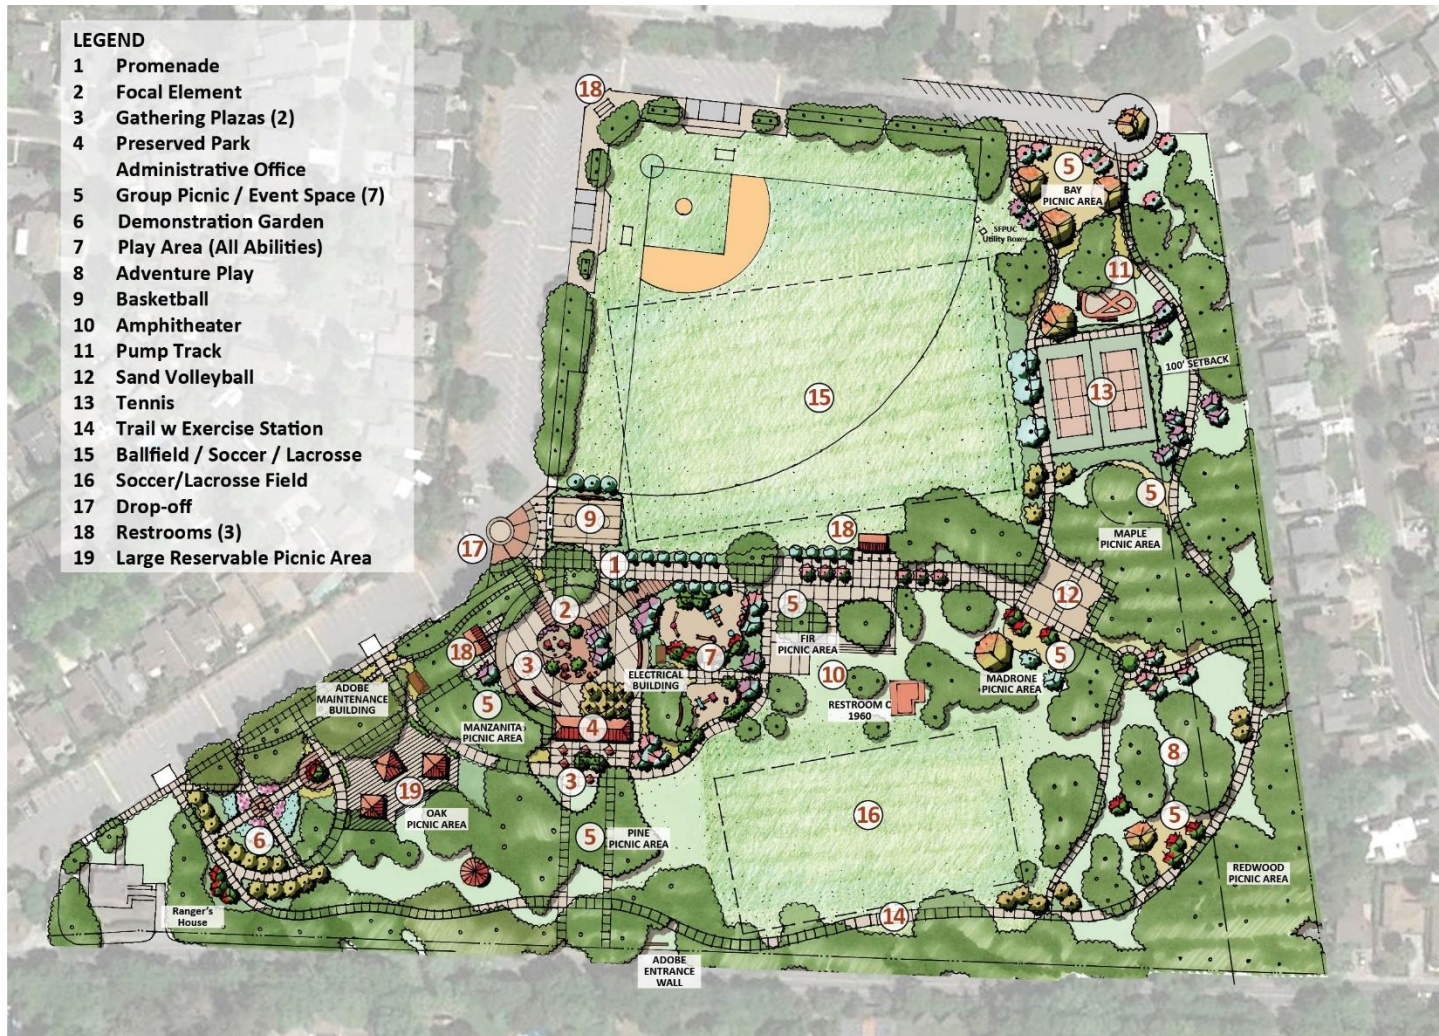 LEGEND
1 Promenade
2 Focal Element
3 Gathering Plazas (2)
4 Preserved Park
Administrative Office
5 Group Picnic / Event Space (7)
6 Demonstration Garden
7 Play Area (All Abilities)
8 Adventure Play
9 Basketball
10 Amphitheater
11 Pump Track
12 Sand Volleyball
13 Tennis
14 Trail w Exercise Station
15 Ballfield / Soccer / Lacrosse
16 Soccer/Lacrosse Field
17 Drop-off
18 Restrooms (3)
19 Large Reservable Picnic Area
18
5
BAY
PICNIC AREA
SFPUC
Utility Boxes
11
100' SETBACK
13
15
5
MAPLE
PICNIC AREA
9
18
17
1
12
2
5
FIR
PICNIC AREA
18
3
7
ELECTRICAL
BUILDING
5
MADRONE
PICNIC AREA
10
RESTROOM C
1960
ADOBE
MAINTENANCE
BUILDING
5
MANZANITA
PICNIC AREA
4
8
3
19
OAK
PICNIC AREA
16
5
6
5
PINE
PICNIC AREA
REDWOOD
PICNIC AREA
Ranger's
House
14
ADOBE
ENTRANCE
WALL